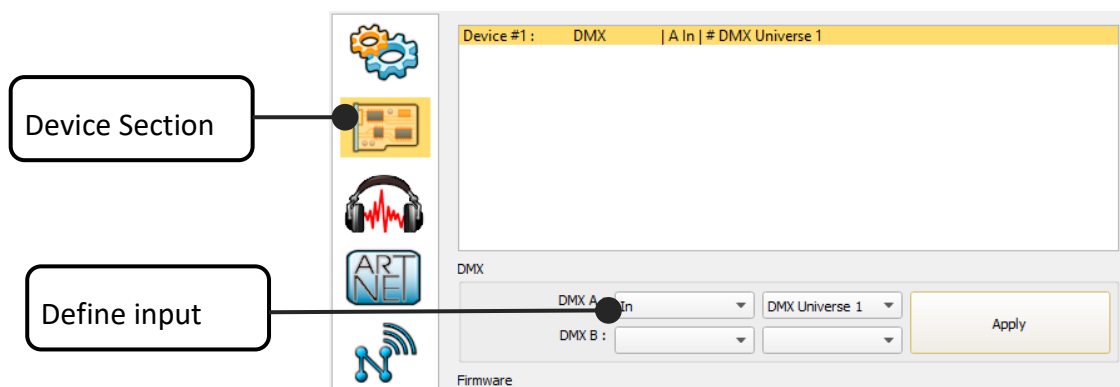 Device #1 : DMX | A In | # DMX Universe 1
Device Section
ART
NET
DMX
Define input
DMX A In DMX Universe 1
Apply
DMX B :
N
Firmware